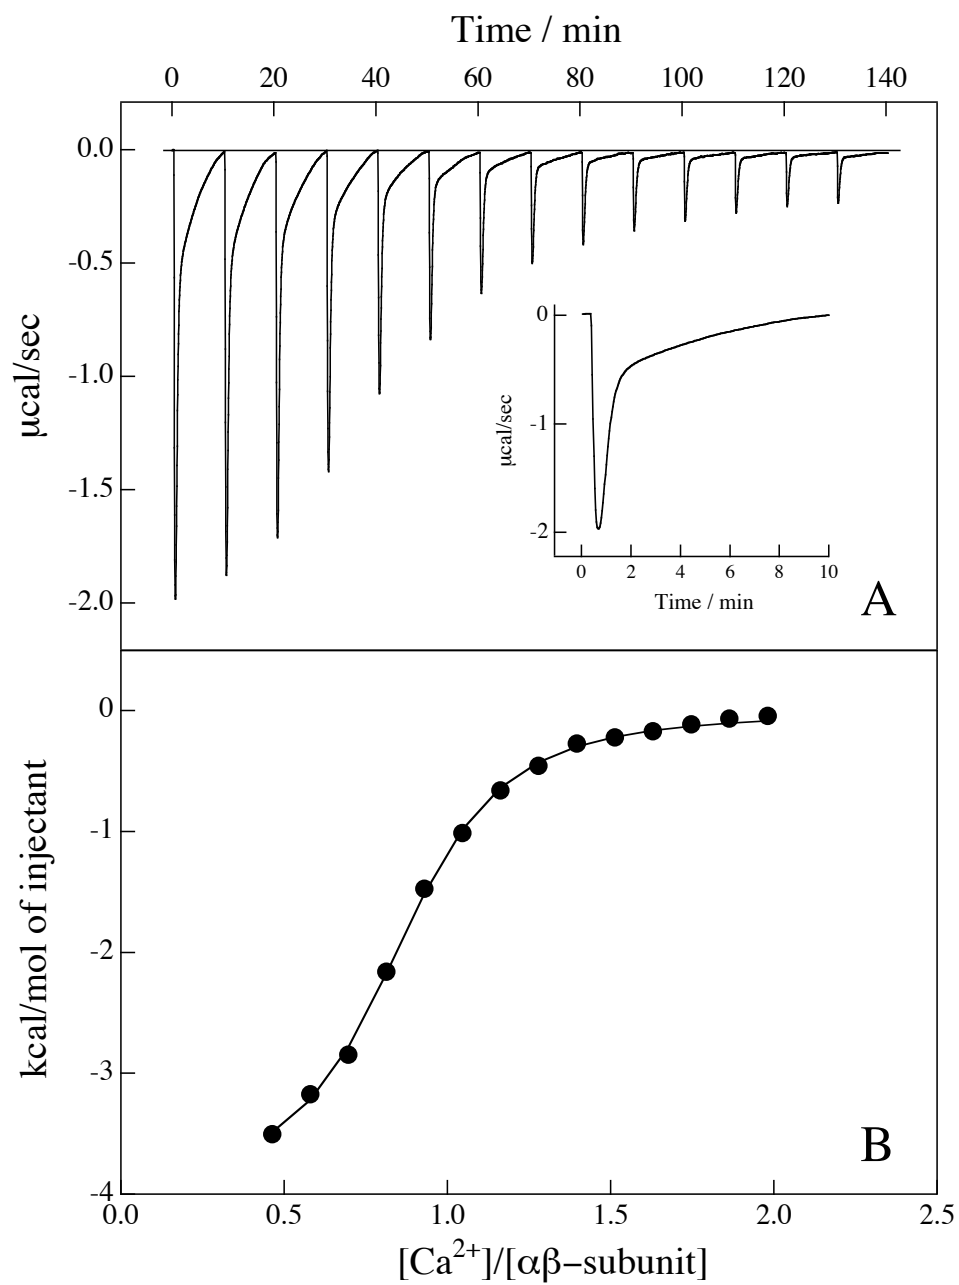 Time / min
0 20 40 60 80 100 120 140
0.0
-0.5
-1.0
-1.5
-2.0
μcal/sec
0
-1
-2
μcal/sec
0 2 4 6 8 10
Time / min
A
0
-1
-2
-3
-4
kcal/mol of injectant
B
0.0 0.5 1.0 1.5 2.0 2.5
[Ca²⁺]/[αβ−subunit]